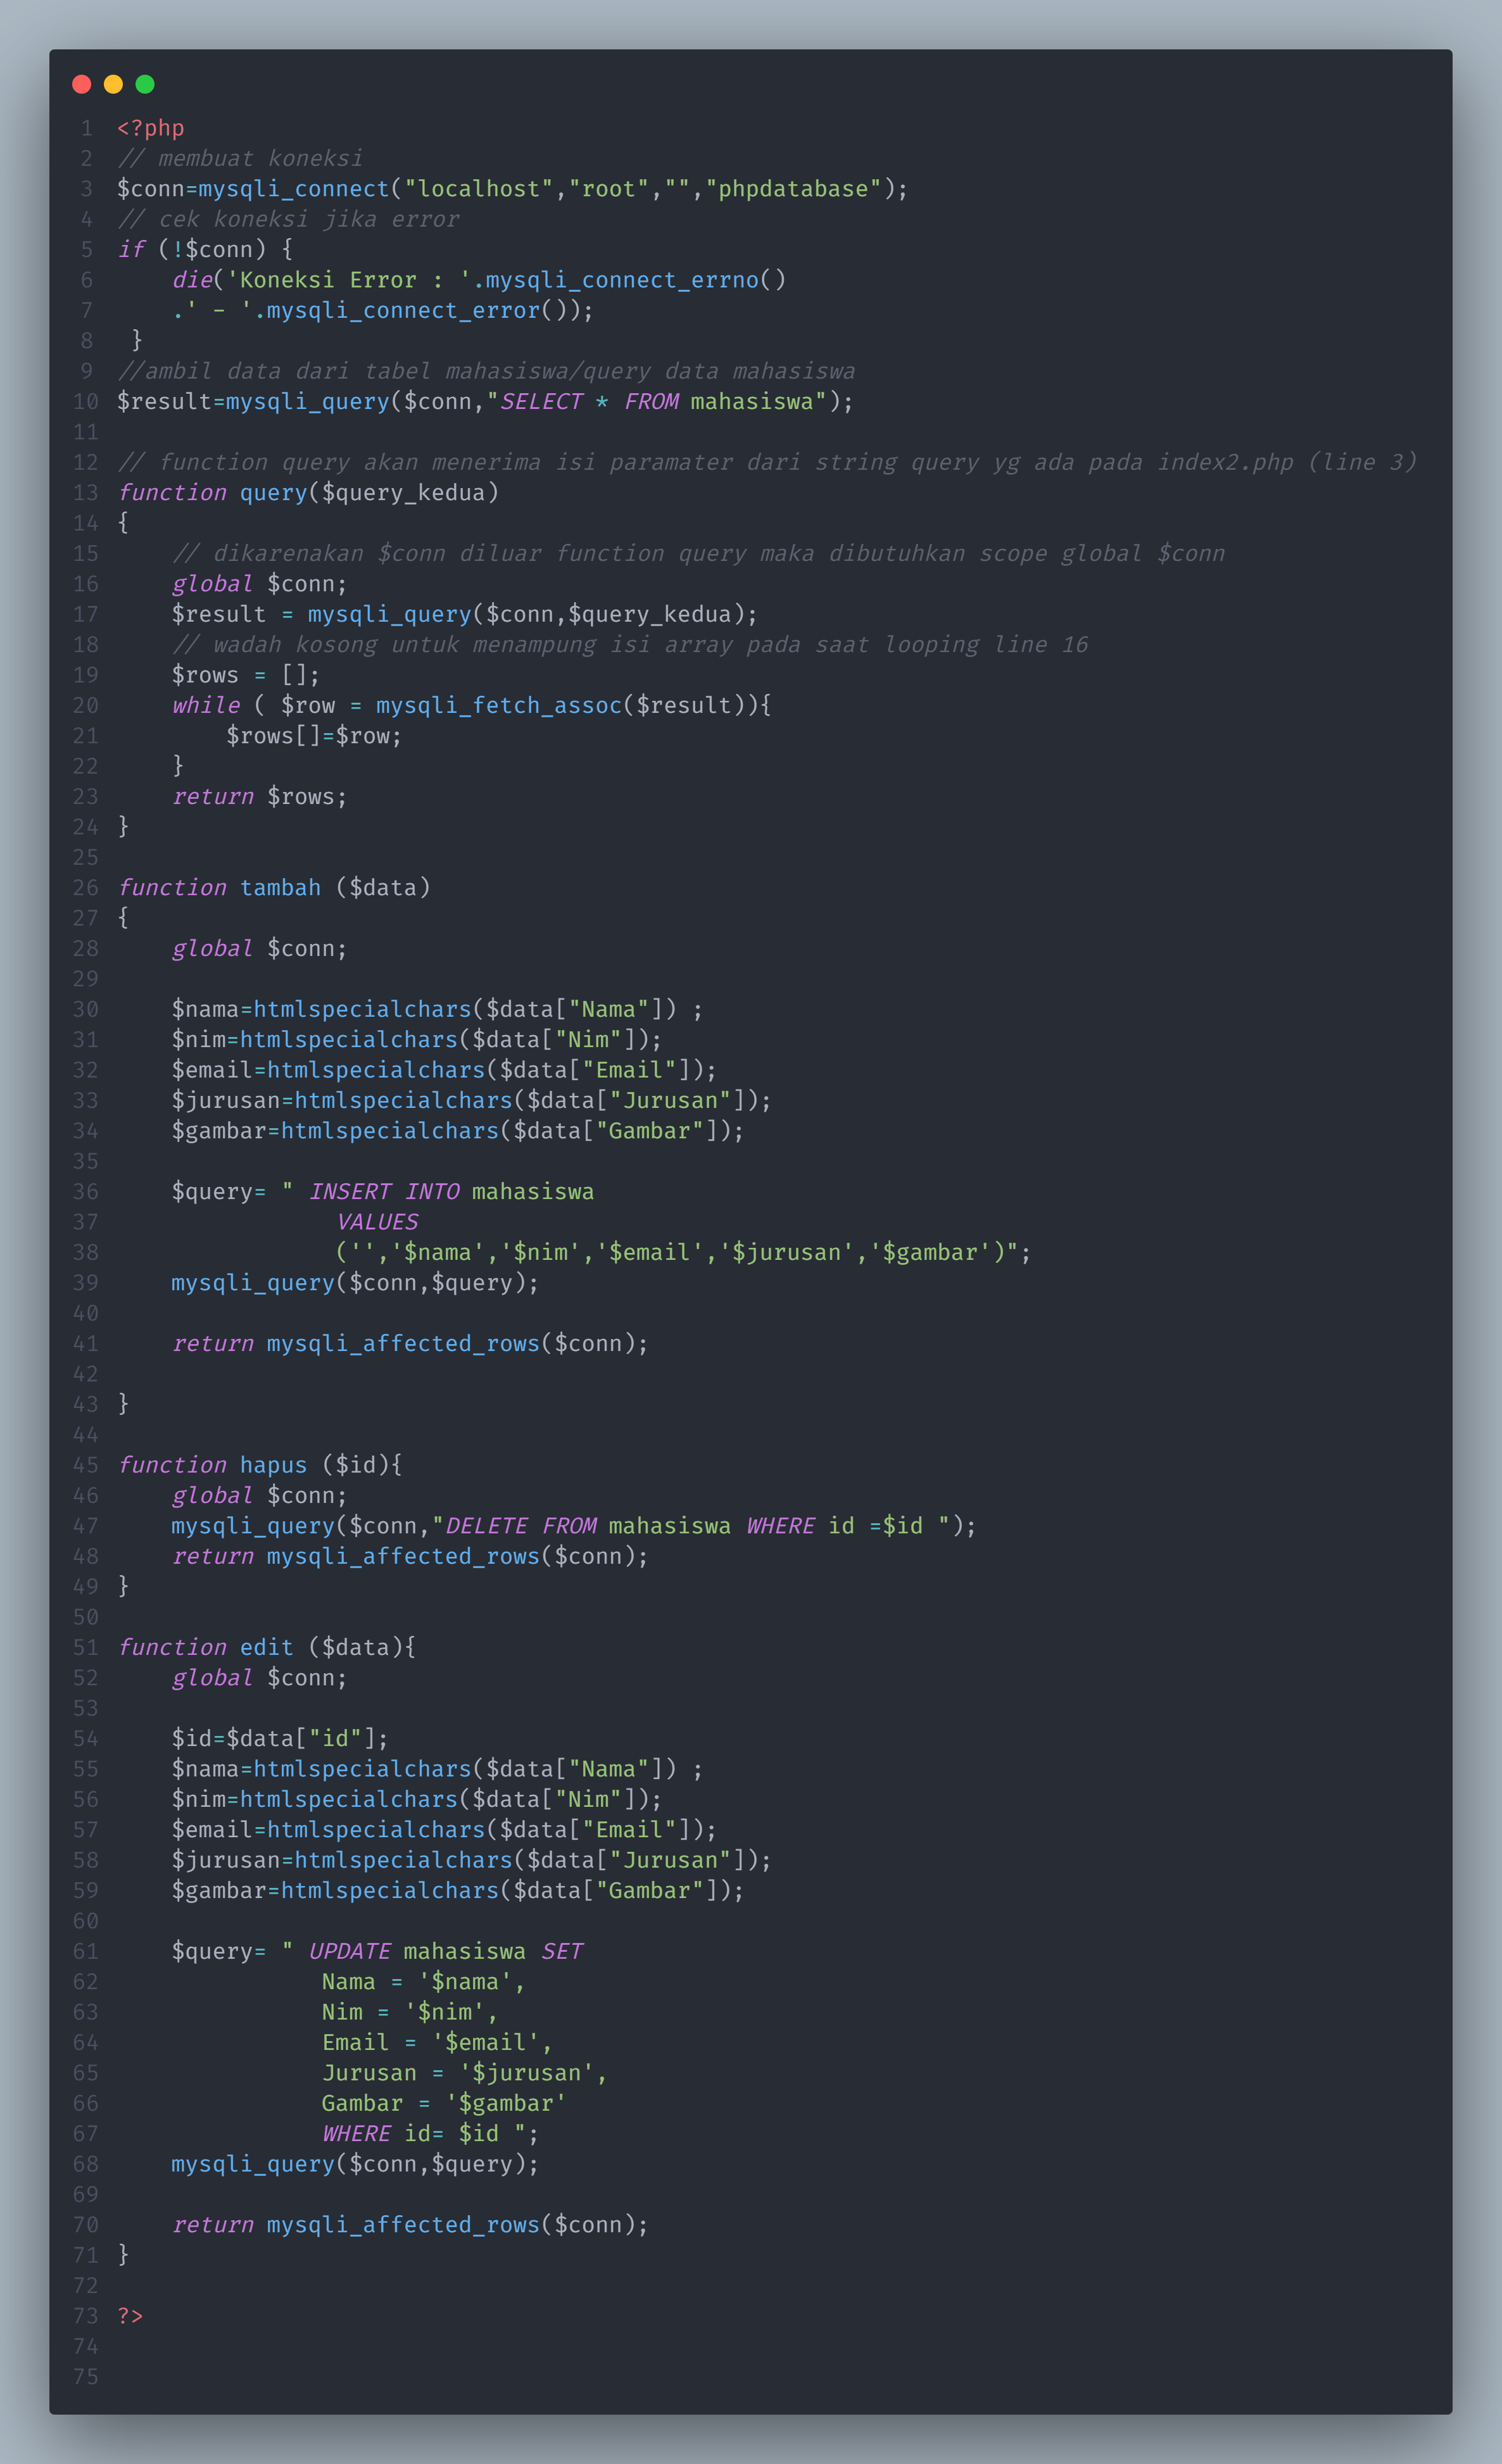 1 <?php
2 // membuat koneksi
3 $conn=mysqli_connect("localhost","root","","phpdatabase");
4 // cek koneksi jika error
5 if (!$conn) {
6     die('Koneksi Error : '.mysqli_connect_errno()
7     .' - '.mysqli_connect_error());
8  }
9 //ambil data dari tabel mahasiswa/query data mahasiswa
10 $result=mysqli_query($conn,"SELECT * FROM mahasiswa");
11
12 // function query akan menerima isi paramater dari string query yg ada pada index2.php (line 3)
13 function query($query_kedua)
14 {
15     // dikarenakan $conn diluar function query maka dibutuhkan scope global $conn
16     global $conn;
17     $result = mysqli_query($conn,$query_kedua);
18     // wadah kosong untuk menampung isi array pada saat looping line 16
19     $rows = [];
20     while ( $row = mysqli_fetch_assoc($result)){
21         $rows[]=$row;
22     }
23     return $rows;
24 }
25
26 function tambah ($data)
27 {
28     global $conn;
29
30     $nama=htmlspecialchars($data["Nama"]) ;
31     $nim=htmlspecialchars($data["Nim"]);
32     $email=htmlspecialchars($data["Email"]);
33     $jurusan=htmlspecialchars($data["Jurusan"]);
34     $gambar=htmlspecialchars($data["Gambar"]);
35
36     $query= " INSERT INTO mahasiswa
37                 VALUES
38                 ('','$nama','$nim','$email','$jurusan','$gambar')";
39     mysqli_query($conn,$query);
40
41     return mysqli_affected_rows($conn);
42
43 }
44
45 function hapus ($id){
46     global $conn;
47     mysqli_query($conn,"DELETE FROM mahasiswa WHERE id =$id ");
48     return mysqli_affected_rows($conn);
49 }
50
51 function edit ($data){
52     global $conn;
53
54     $id=$data["id"];
55     $nama=htmlspecialchars($data["Nama"]) ;
56     $nim=htmlspecialchars($data["Nim"]);
57     $email=htmlspecialchars($data["Email"]);
58     $jurusan=htmlspecialchars($data["Jurusan"]);
59     $gambar=htmlspecialchars($data["Gambar"]);
60
61     $query= " UPDATE mahasiswa SET
62                Nama = '$nama',
63                Nim = '$nim',
64                Email = '$email',
65                Jurusan = '$jurusan',
66                Gambar = '$gambar'
67                WHERE id= $id ";
68     mysqli_query($conn,$query);
69
70     return mysqli_affected_rows($conn);
71 }
72
73 ?>
74
75